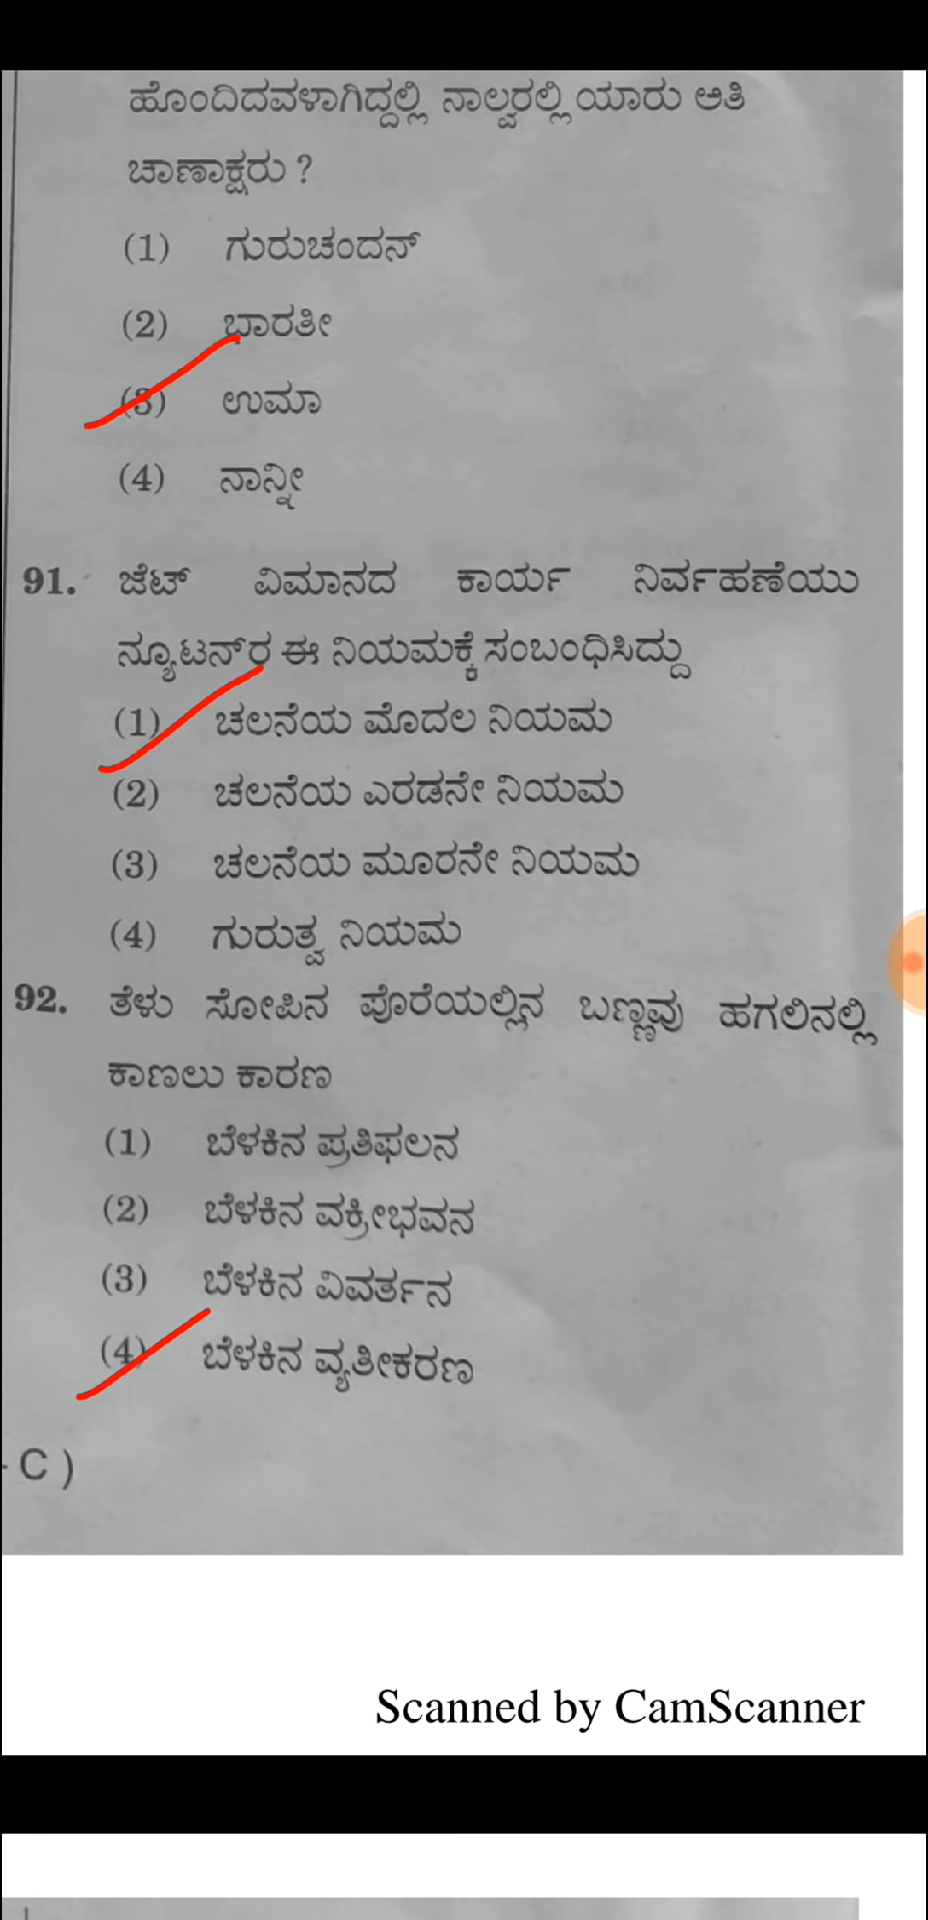 ಹೊಂದಿದವಳಾಗಿದ್ದಲ್ಲಿ ನಾಲ್ವರಲ್ಲಿ ಯಾರು ಅತಿ
ಚಾಣಾಕ್ಷರು ?
(1) ಗುರುಚಂದನ್
(2) ಭಾರತೀ
(3) ಉಮಾ
(4) ನಾನ್ನೀ
91. ಜೆಟ್ ವಿಮಾನದ ಕಾರ್ಯ ನಿರ್ವಹಣೆಯು
ನ್ಯೂಟನ್‌ರ ಈ ನಿಯಮಕ್ಕೆ ಸಂಬಂಧಿಸಿದ್ದು
(1) ಚಲನೆಯ ಮೊದಲ ನಿಯಮ
(2) ಚಲನೆಯ ಎರಡನೇ ನಿಯಮ
(3) ಚಲನೆಯ ಮೂರನೇ ನಿಯಮ
(4) ಗುರುತ್ವ ನಿಯಮ
92. ತೆಳು ಸೋಪಿನ ಪೊರೆಯಲ್ಲಿನ ಬಣ್ಣವು ಹಗಲಿನಲ್ಲಿ
ಕಾಣಲು ಕಾರಣ
(1) ಬೆಳಕಿನ ಪ್ರತಿಫಲನ
(2) ಬೆಳಕಿನ ವಕ್ರೀಭವನ
(3) ಬೆಳಕಿನ ವಿವರ್ತನ
(4) ಬೆಳಕಿನ ವ್ಯತೀಕರಣ
- C )
Scanned by CamScanner